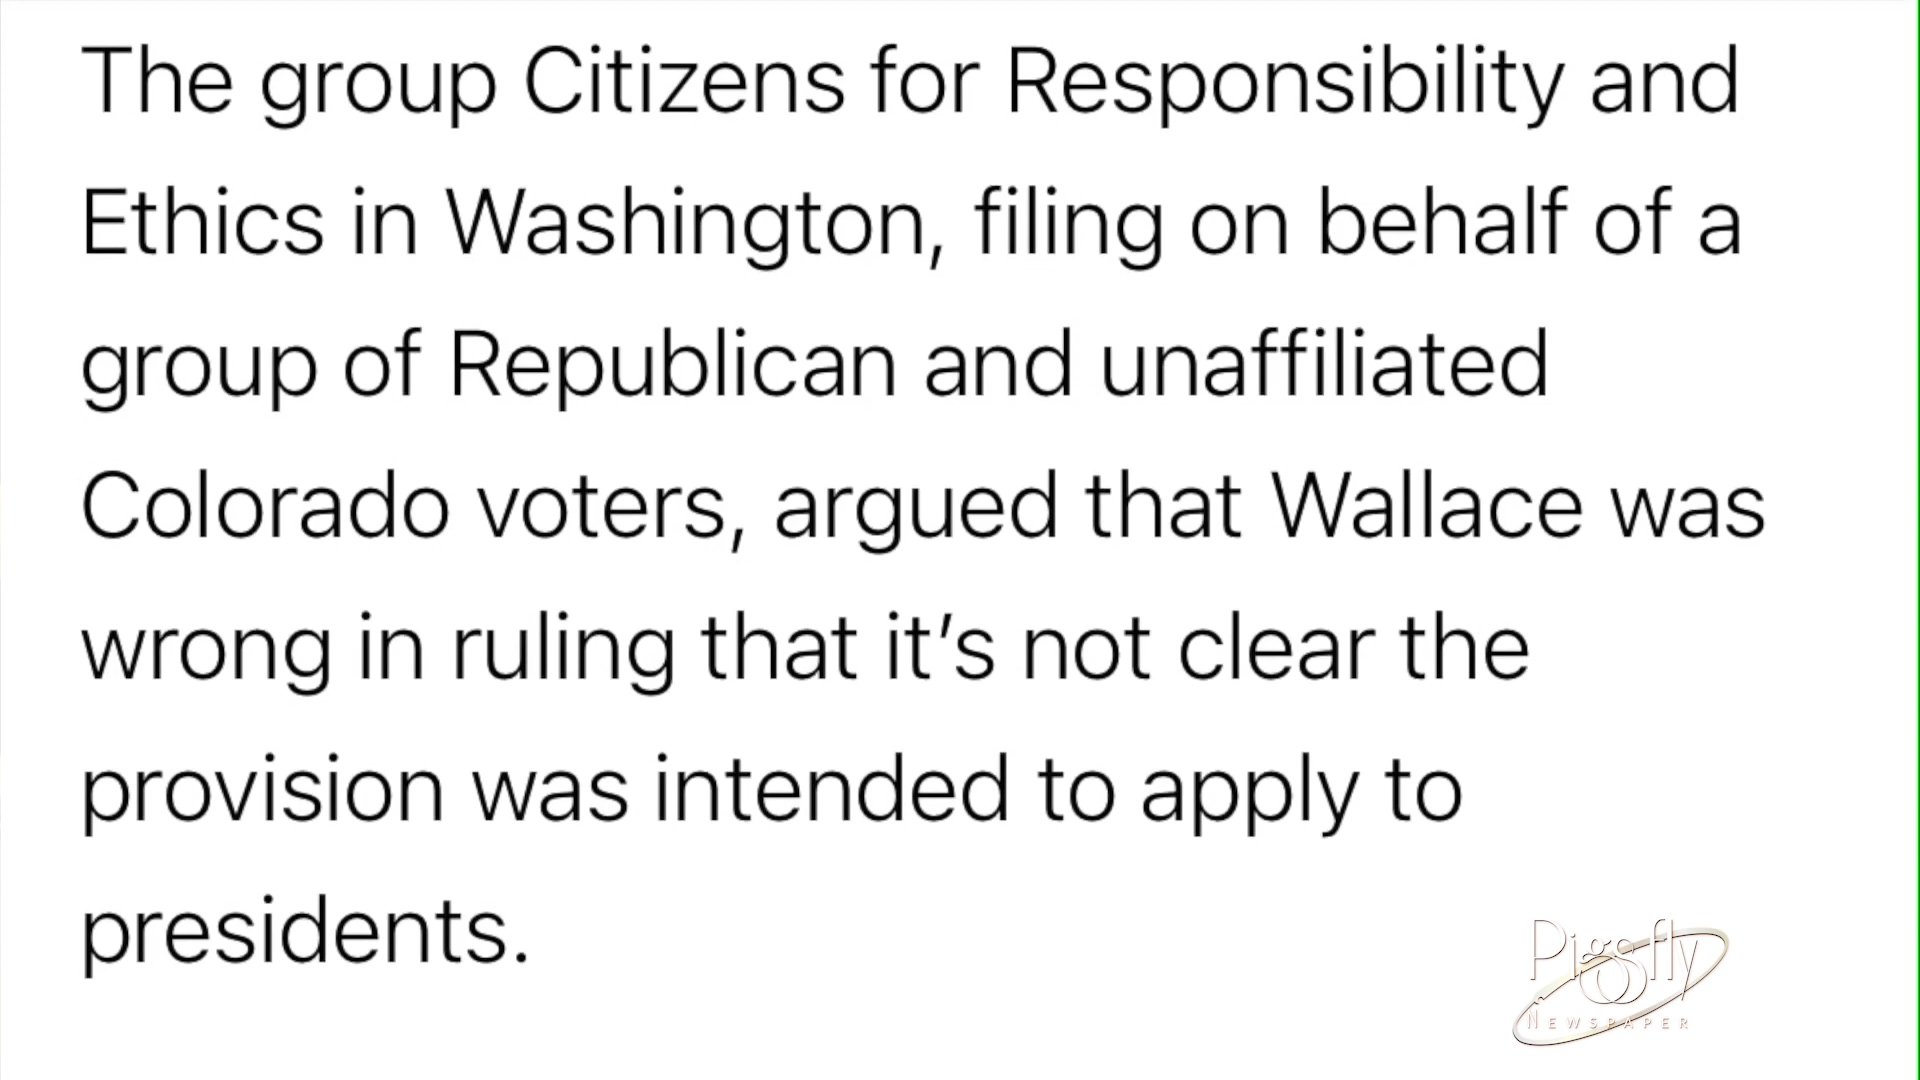 The group Citizens for Responsibility and
Ethics in Washington, filing on behalf of a
group of Republican and unaffiliated
Colorado voters, argued that Wallace was
wrong in ruling that it’s not clear the
provision was intended to apply to
presidents.
Pigsfly
NEWSPAPER